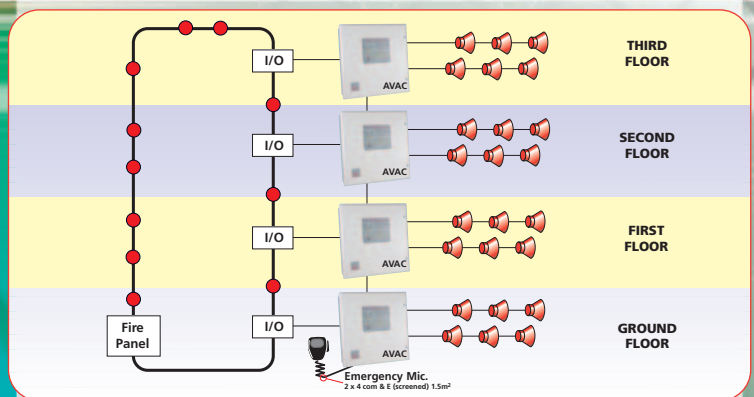 I/O
AVAC
THIRD
FLOOR
I/O
AVAC
SECOND
FLOOR
I/O
AVAC
FIRST
FLOOR
Fire
Panel
I/O
AVAC
GROUND
FLOOR
Emergency Mic.
2 x 4 com & E (screened) 1.5m²